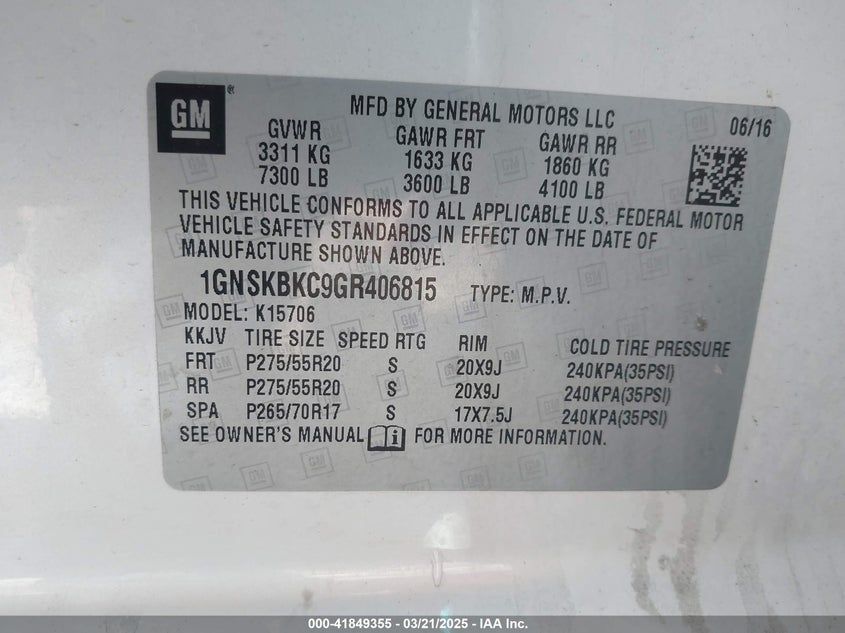 GM
MFD BY GENERAL MOTORS LLC
06/16
GVWR GAWR FRT GAWR RR
3311 KG 1633 KG 1860 KG
7300 LB 3600 LB 4100 LB
THIS VEHICLE CONFORMS TO ALL APPLICABLE U.S. FEDERAL MOTOR
VEHICLE SAFETY STANDARDS IN EFFECT ON THE DATE OF
MANUFACTURE SHOWN ABOVE.
1GNSKBKC9GR406815 TYPE: M.P.V.
MODEL: K15706
KKJV TIRE SIZE SPEED RTG RIM COLD TIRE PRESSURE
FRT P275/55R20 S 20X9J 240KPA(35PSI)
RR P275/55R20 S 20X9J 240KPA(35PSI)
SPA P265/70R17 S 17X7.5J 240KPA(35PSI)
SEE OWNER'S MANUAL i FOR MORE INFORMATION.
000-41849355 - 03/21/2025 - IAA Inc.